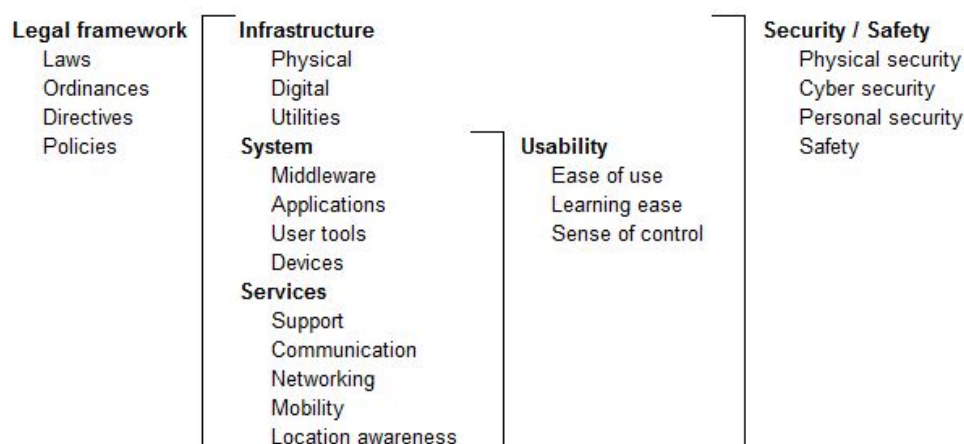 Legal framework
Laws
Ordinances
Directives
Policies
Infrastructure
Physical
Digital
Utilities
System
Middleware
Applications
User tools
Devices
Services
Support
Communication
Networking
Mobility
Location awareness
Usability
Ease of use
Learning ease
Sense of control
Security / Safety
Physical security
Cyber security
Personal security
Safety